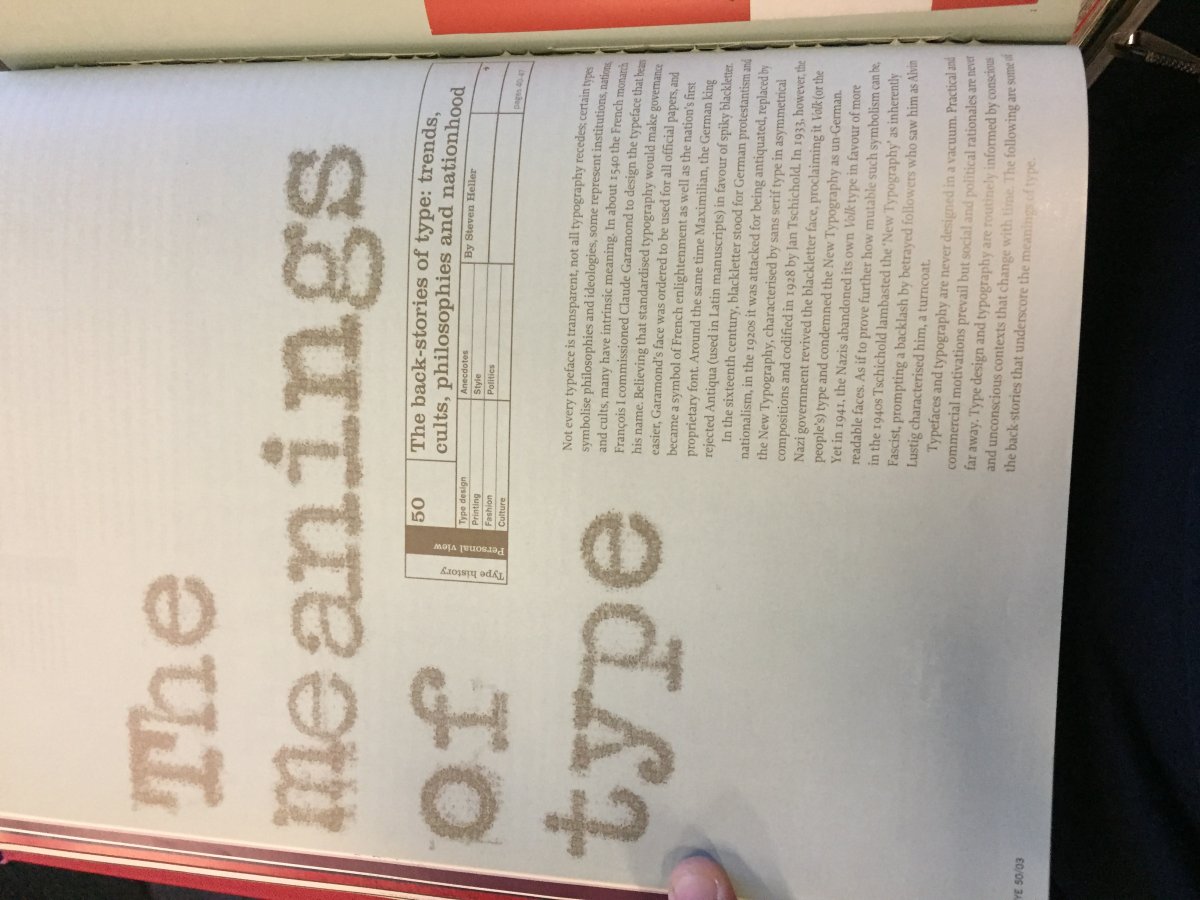 The
meanings
of
type
Type history
Personal view
50
The back-stories of type: trends,
cults, philosophies and nationhood
Type design
Printing
Fashion
Culture
Anecdotes
Style
Politics
By Steven Heller
pages 40-47
Not every typeface is transparent, not all typography recedes; certain types
symbolise philosophies and ideologies, some represent institutions, nations
and cults, many have intrinsic meaning. In about 1540 the French monarch
François I commissioned Claude Garamond to design the typeface that bears
his name. Believing that standardised typography would make governance
easier, Garamond's face was ordered to be used for all official papers, and
became a symbol of French enlightenment as well as the nation's first
proprietary font. Around the same time Maximilian, the German king
rejected Antiqua (used in Latin manuscripts) in favour of spiky blackletter.
In the sixteenth century, blackletter stood for German protestantism and
nationalism, in the 1920s it was attacked for being antiquated, replaced by
the New Typography, characterised by sans serif type in asymmetrical
compositions and codified in 1928 by Jan Tschichold. In 1933, however, the
Nazi government revived the blackletter face, proclaiming it Volk (or the
people's) type and condemned the New Typography as un-German.
Yet in 1941, the Nazis abandoned its own Volk type in favour of more
readable faces. As if to prove further how mutable such symbolism can be,
in the 1940s Tschichold lambasted the 'New Typography' as inherently
Fascist, prompting a backlash by betrayed followers who saw him as Alvin
Lustig characterised him, a turncoat.
Typefaces and typography are never designed in a vacuum. Practical and
commercial motivations prevail but social and political rationales are never
far away. Type design and typography are routinely informed by conscious
and unconscious contexts that change with time. The following are some of
the back-stories that underscore the meanings of type.
YE 50/03